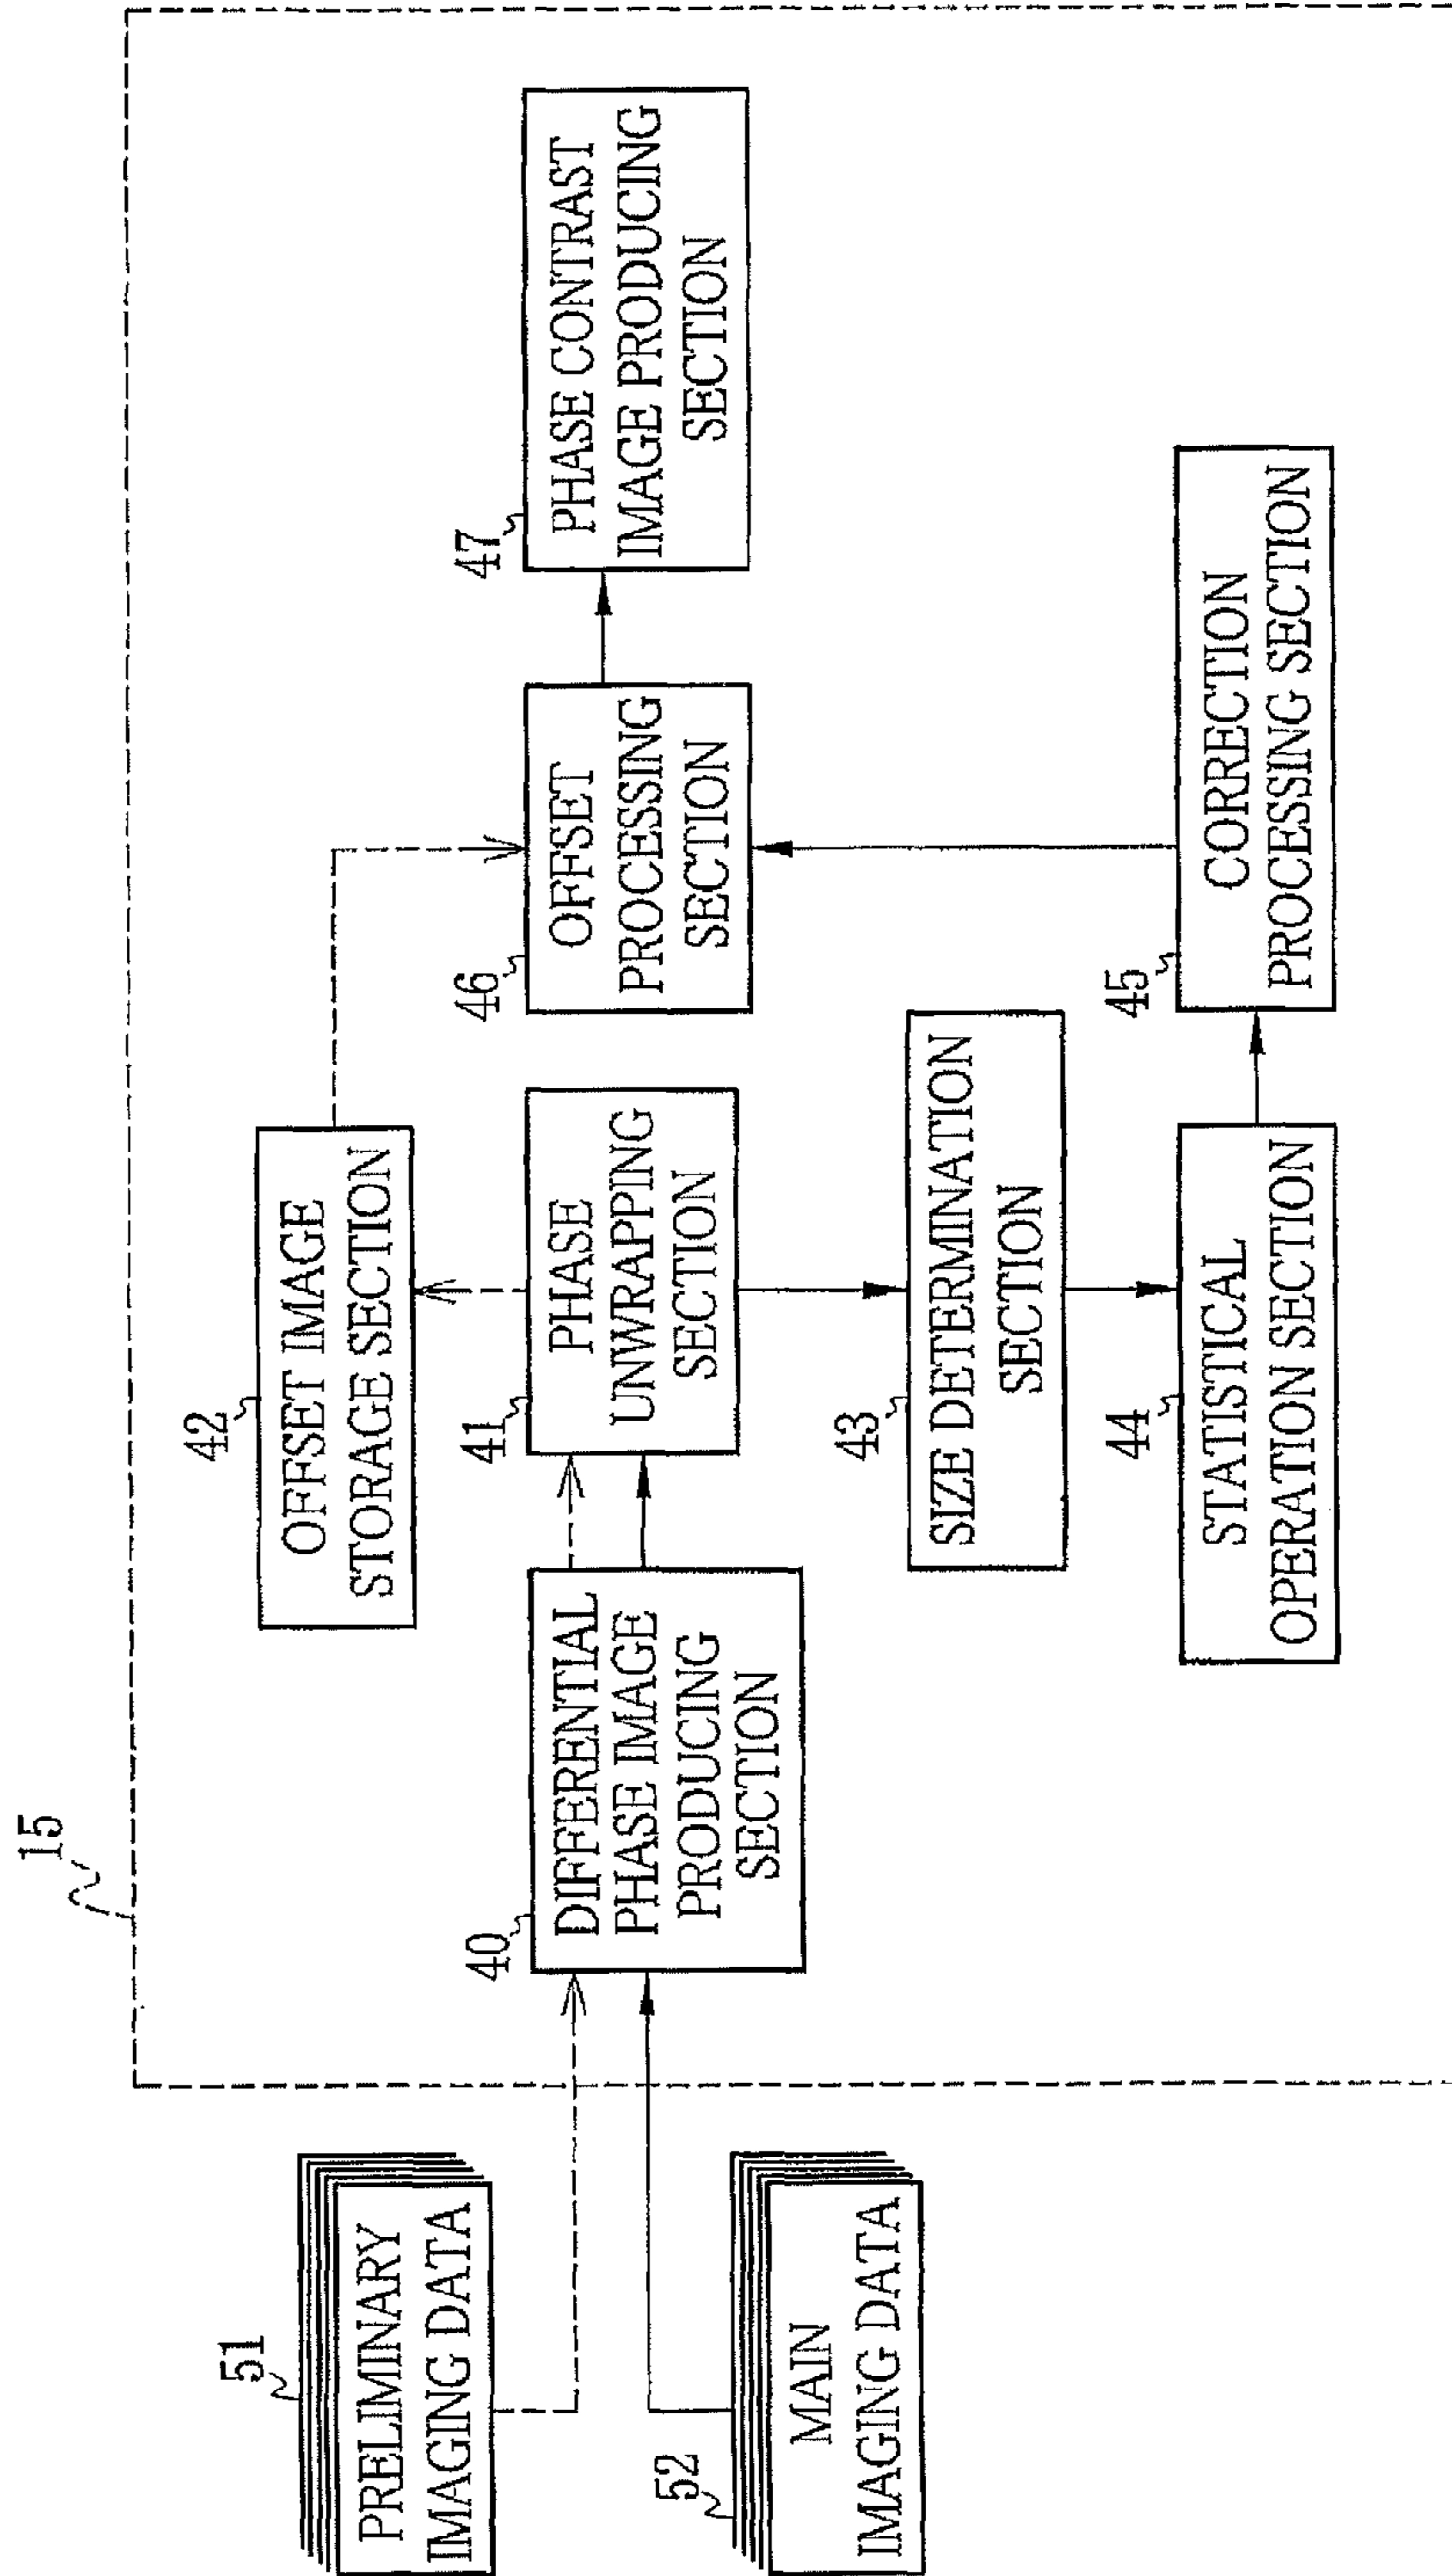 15
51
PRELIMINARY
IMAGING DATA
52
MAIN
IMAGING DATA
40
DIFFERENTIAL
PHASE IMAGE
PRODUCING
SECTION
42
OFFSET IMAGE
STORAGE SECTION
41
PHASE
UNWRAPPING
SECTION
43
SIZE DETERMINATION
SECTION
44
STATISTICAL
OPERATION SECTION
45
CORRECTION
PROCESSING SECTION
46
OFFSET
PROCESSING
SECTION
47
PHASE CONTRAST
IMAGE PRODUCING
SECTION